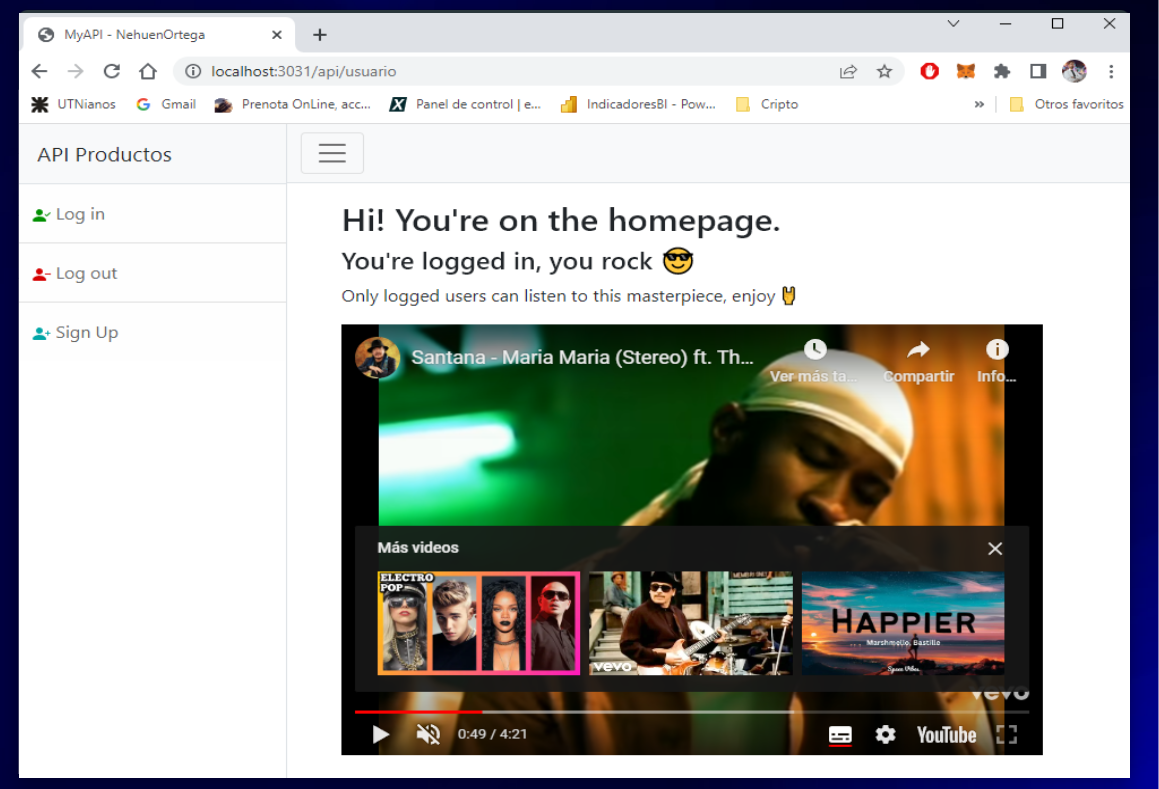 MyAPI - NehuenOrtega
localhost:3031/api/usuario
UTNianos
Gmail
Prenota OnLine, acc...
Panel de control | e...
IndicadoresBI - Pow...
Cripto
»
Otros favoritos
API Productos
Log in
Log out
Sign Up
Hi! You're on the homepage.
You're logged in, you rock 😎
Only logged users can listen to this masterpiece, enjoy 🤘
Santana - Maria Maria (Stereo) ft. Th...
Ver más ta...
Compartir
Info...
Más videos
ELECTRO
POP
vevo
HAPPIER
Marshmello, Bastille
Space Vibes
vevo
0:49 / 4:21
YouTube